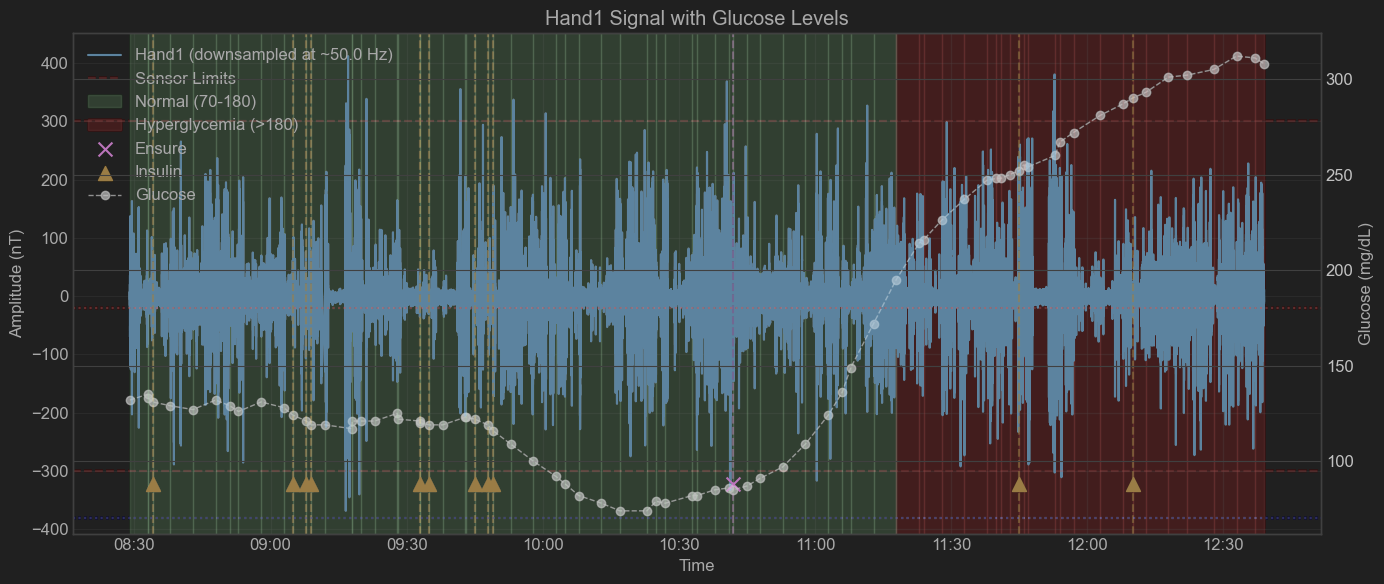 Hand1 Signal with Glucose Levels
Hand1 (downsampled at ~50.0 Hz)
Sensor Limits
Normal (70-180)
Hyperglycemia (>180)
Ensure
Insulin
Glucose
Amplitude (nT)
400
300
200
100
0
−100
−200
−300
−400
300
250
200
150
100
Glucose (mg/dL)
08:30 09:00 09:30 10:00 10:30 11:00 11:30 12:00 12:30
Time